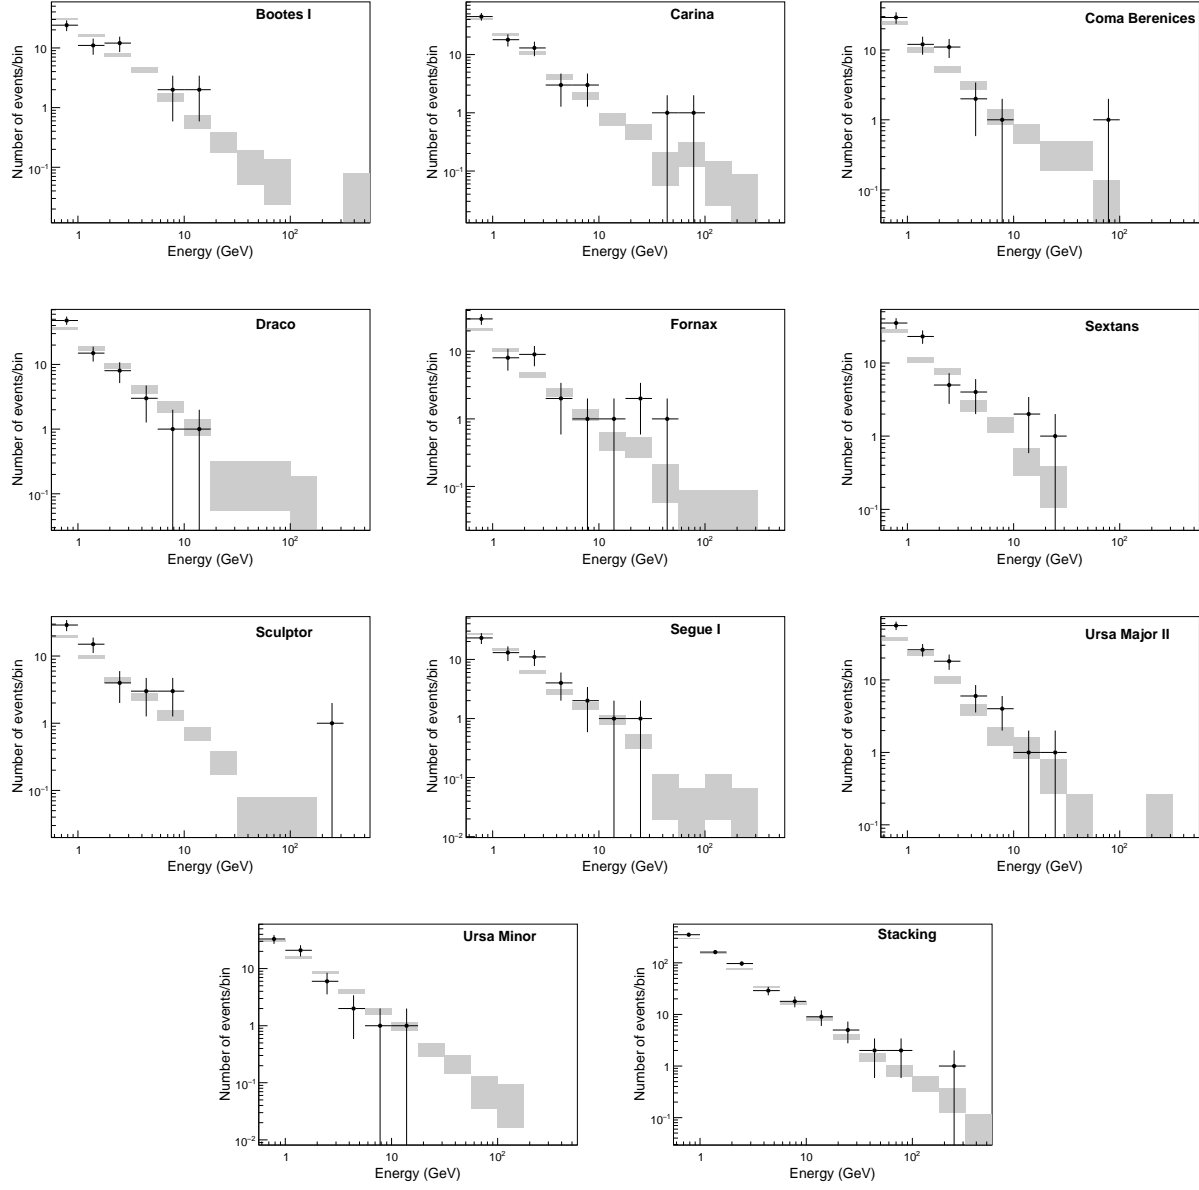 Bootes I
Number of events/bin
10
1
10⁻¹
1 10 10²
Energy (GeV)
Carina
Number of events/bin
10
1
10⁻¹
1 10 10²
Energy (GeV)
Coma Berenices
Number of events/bin
10
1
10⁻¹
1 10 10²
Energy (GeV)
Draco
Number of events/bin
10
1
10⁻¹
1 10 10²
Energy (GeV)
Fornax
Number of events/bin
10
1
10⁻¹
1 10 10²
Energy (GeV)
Sextans
Number of events/bin
10
1
10⁻¹
1 10 10²
Energy (GeV)
Sculptor
Number of events/bin
10
1
10⁻¹
1 10 10²
Energy (GeV)
Segue I
Number of events/bin
10
1
10⁻¹
10⁻²
1 10 10²
Energy (GeV)
Ursa Major II
Number of events/bin
10
1
10⁻¹
1 10 10²
Energy (GeV)
Ursa Minor
Number of events/bin
10
1
10⁻¹
10⁻²
1 10 10²
Energy (GeV)
Stacking
Number of events/bin
10²
10
1
10⁻¹
1 10 10²
Energy (GeV)